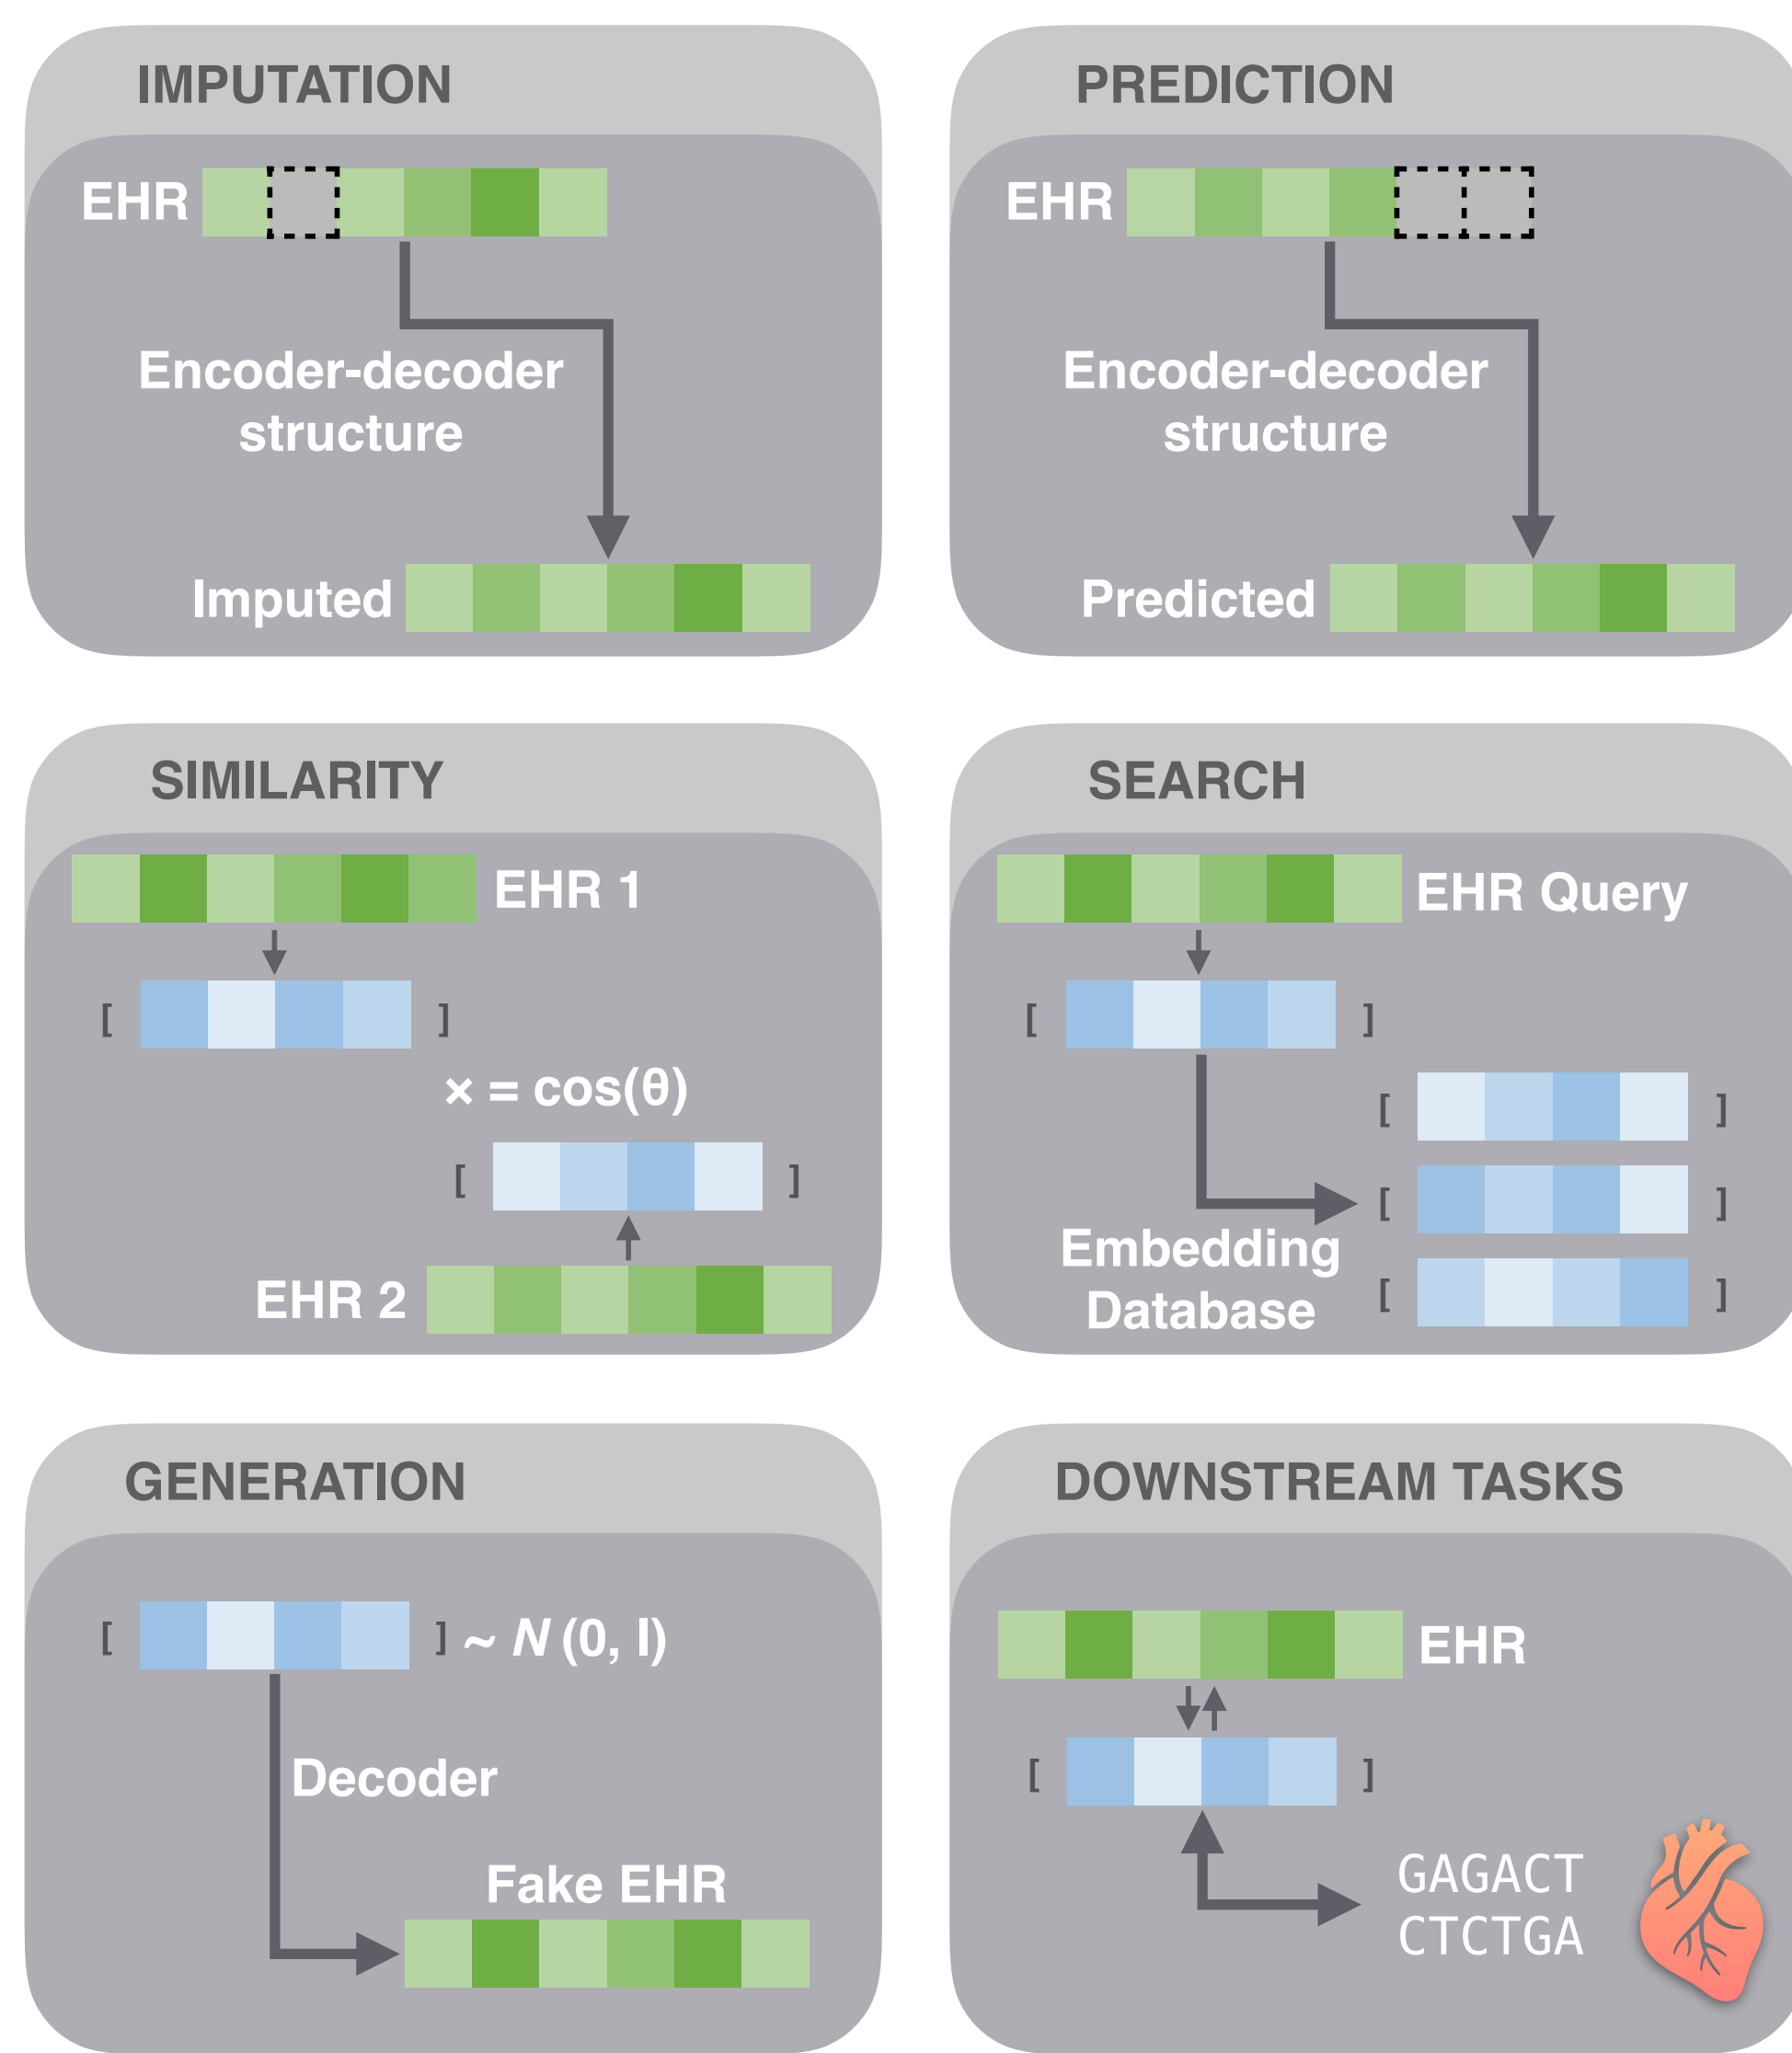 IMPUTATION
EHR
Encoder-decoder
structure
Imputed
PREDICTION
EHR
Encoder-decoder
structure
Predicted
SIMILARITY
EHR 1
[ ]
× = cos(θ)
[ ]
EHR 2
SEARCH
EHR Query
[ ]
[ ]
[ ]
Embedding
Database
[ ]
GENERATION
[ ] ~ N (0, I)
Decoder
Fake EHR
DOWNSTREAM TASKS
EHR
[ ]
GAGACT
CTCTGA